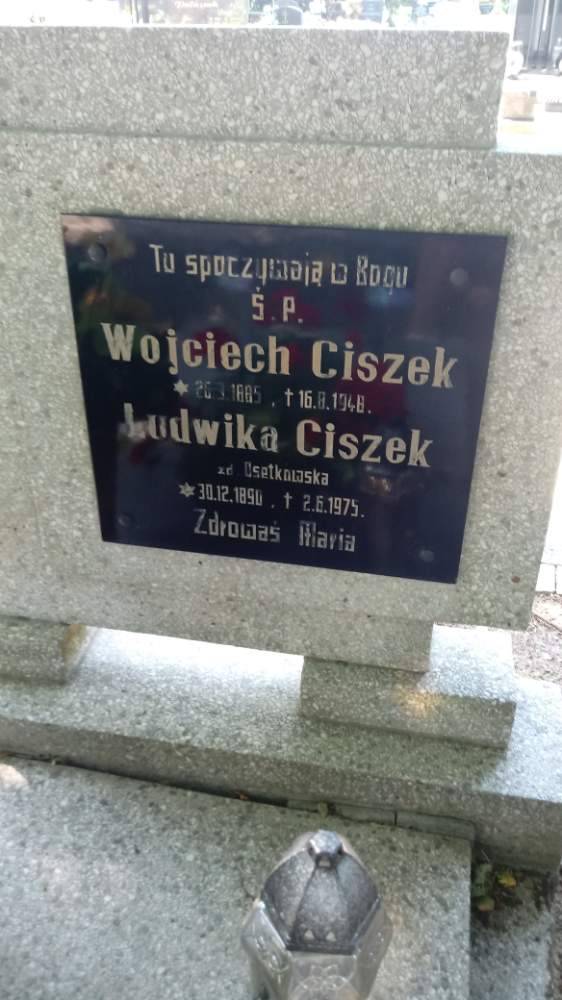 Tu spoczywają w Bogu
Ś. P.
Wojciech Ciszek
* 26.3.1885 , † 16.8.1948.
Ludwika Ciszek
zd. Osetkowska
* 30.12.1890 , † 2.6.1975.
Zdrowaś Maria